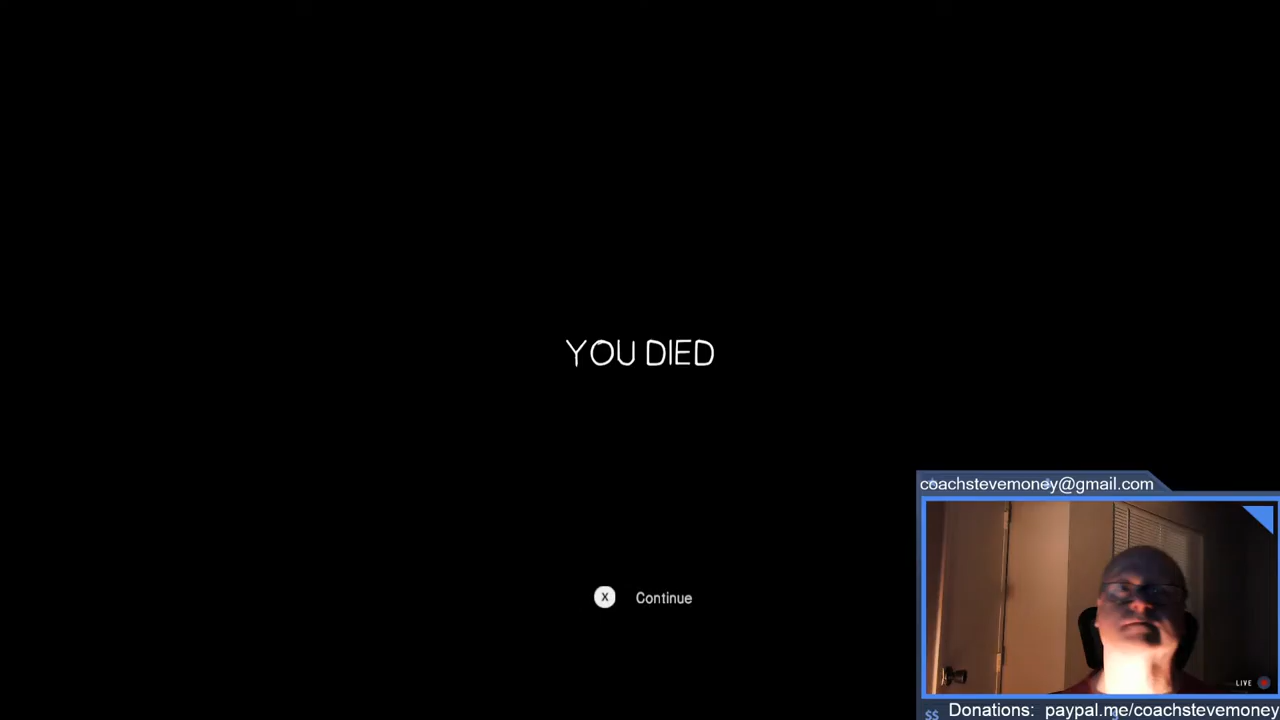 YOU DIED
coachstevemoney@gmail.com
X Continue
LIVE
$$ Donations: paypal.me/coachstevemoney